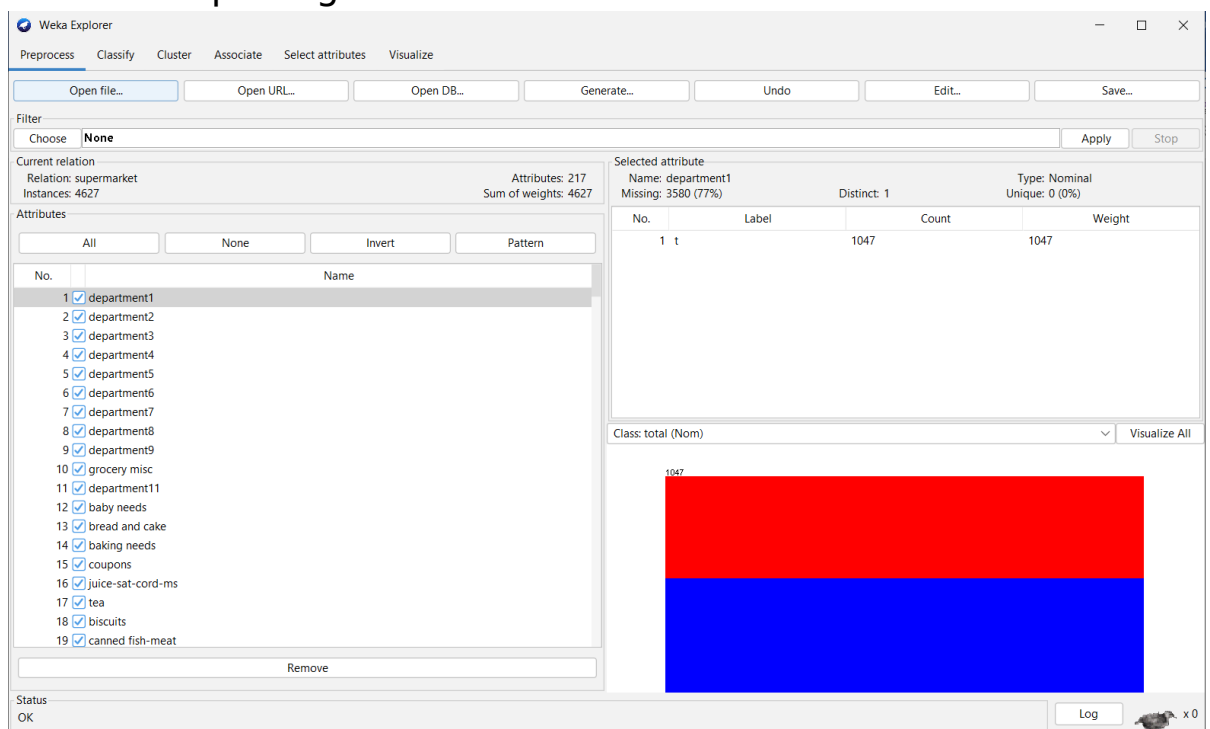 Weka Explorer
Preprocess Classify Cluster Associate Select attributes Visualize
Open file... Open URL... Open DB... Generate... Undo Edit... Save...
Filter
Choose None Apply Stop
Current relation
Relation: supermarket Attributes: 217
Instances: 4627 Sum of weights: 4627
Attributes
All None Invert Pattern
No. Name
1 department1
2 department2
3 department3
4 department4
5 department5
6 department6
7 department7
8 department8
9 department9
10 grocery misc
11 department11
12 baby needs
13 bread and cake
14 baking needs
15 coupons
16 juice-sat-cord-ms
17 tea
18 biscuits
19 canned fish-meat
Remove
Selected attribute
Name: department1 Type: Nominal
Missing: 3580 (77%) Distinct: 1 Unique: 0 (0%)
No. Label Count Weight
1 t 1047 1047
Class: total (Nom) Visualize All
1047
Status
OK
Log x 0